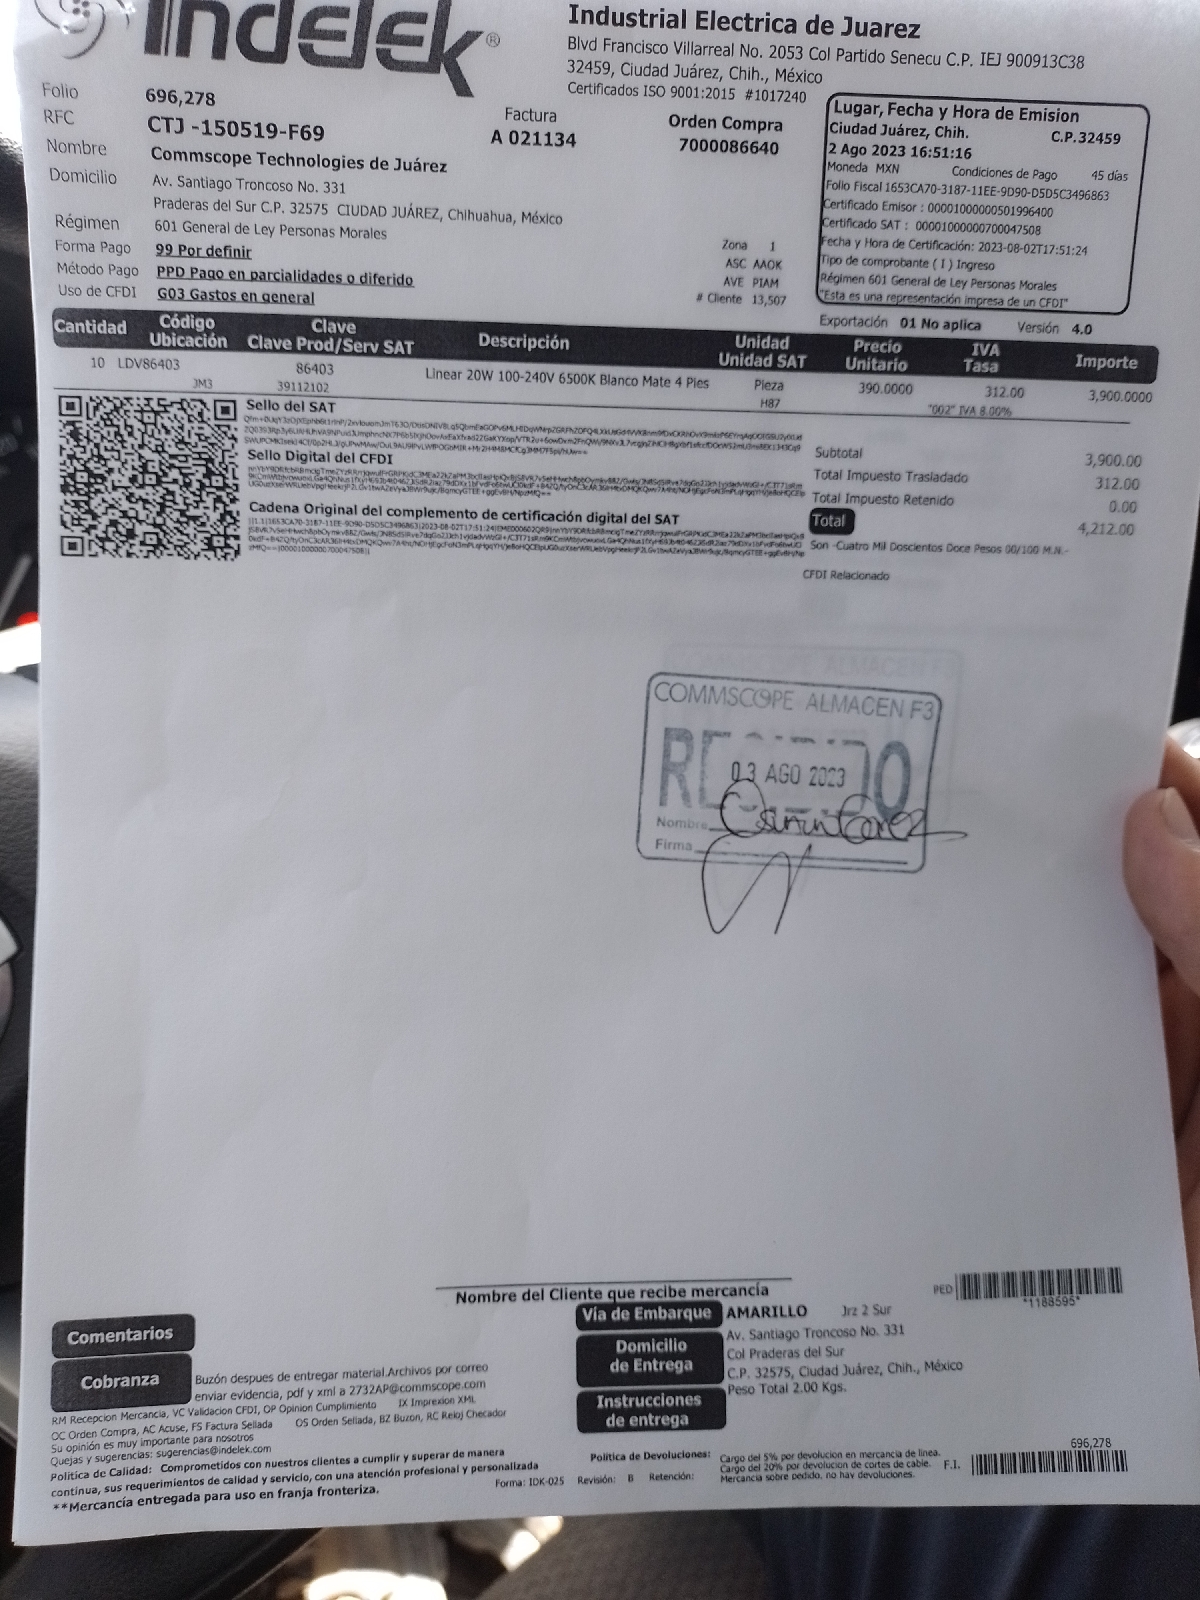 Indelek®
Industrial Electrica de Juarez
Blvd Francisco Villarreal No. 2053 Col Partido Senecu C.P. IEJ 900913C38
32459, Ciudad Juárez, Chih., México
Certificados ISO 9001:2015 #1017240
Folio 696,278
RFC CTJ -150519-F69
Factura
A 021134
Orden Compra
7000086640
Nombre Commscope Technologies de Juárez
Domicilio Av. Santiago Troncoso No. 331
Praderas del Sur C.P. 32575 CIUDAD JUÁREZ, Chihuahua, México
Régimen 601 General de Ley Personas Morales
Forma Pago 99 Por definir
Método Pago PPD Pago en parcialidades o diferido
Uso de CFDI G03 Gastos en general
Zona 1
ASC AAOK
AVE PIAM
# Cliente 13,507
Lugar, Fecha y Hora de Emision
Ciudad Juárez, Chih. C.P.32459
2 Ago 2023 16:51:16
Moneda MXN Condiciones de Pago 45 días
Folio Fiscal 1653CA70-3187-11EE-9D90-D5D5C3496863
Certificado Emisor : 00001000000501996400
Certificado SAT : 00001000000700047508
Fecha y Hora de Certificación: 2023-08-02T17:51:24
Tipo de comprobante ( I ) Ingreso
Régimen 601 General de Ley Personas Morales
"Esta es una representación impresa de un CFDI"
Exportación 01 No aplica Versión 4.0
Cantidad Código Ubicación Clave Clave Prod/Serv SAT Descripción Unidad Unidad SAT Precio Unitario IVA Tasa Importe
10 LDV86403 86403 Linear 20W 100-240V 6500K Blanco Mate 4 Pies Pieza 390.0000 312.00 3,900.0000
JM3 39112102 H87 "002" IVA 8.00%
Sello del SAT
Sello Digital del CFDI
Cadena Original del complemento de certificación digital del SAT
Subtotal 3,900.00
Total Impuesto Trasladado 312.00
Total Impuesto Retenido 0.00
Total 4,212.00
Son -Cuatro Mil Doscientos Doce Pesos 00/100 M.N.-
CFDI Relacionado
COMMSCOPE ALMACEN F3
03 AGO 2023
Nombre
Firma
Nombre del Cliente que recibe mercancía
PED
*1188595*
Vía de Embarque AMARILLO Jrz 2 Sur
Domicilio de Entrega Av. Santiago Troncoso No. 331
Col Praderas del Sur
C.P. 32575, Ciudad Juárez, Chih., México
Peso Total 2.00 Kgs.
Instrucciones de entrega
Comentarios
Cobranza Buzón despues de entregar material.Archivos por correo
enviar evidencia, pdf y xml a 2732AP@commscope.com
RM Recepcion Mercancia, VC Validacion CFDI, OP Opinion Cumplimiento IX Impresion XML
OC Orden Compra, AC Acuse, FS Factura Sellada OS Orden Sellada, BZ Buzon, RC Reloj Checador
Su opinión es muy importante para nosotros
Quejas y sugerencias: sugerencias@indelek.com
Política de Calidad: Comprometidos con nuestros clientes a cumplir y superar de manera
continua, sus requerimientos de calidad y servicio, con una atención profesional y personalizada
**Mercancía entregada para uso en franja fronteriza.
Forma: IDK-025 Revisión: B Retención:
Política de Devoluciones: Cargo del 5% por devolucion en mercancia de linea.
Cargo del 20% por devolucion de cortes de cable.
Mercancia sobre pedido, no hay devoluciones.
F.I.
696,278